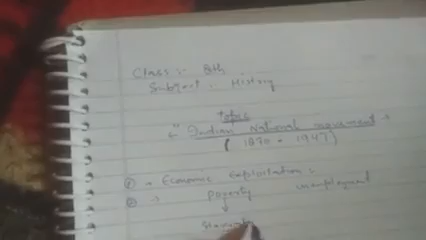 Class :- 8th
Subject :- History
Topic
" Indian National movement "
( 1870 - 1947)
① → Economic Exploitation :
② → Poverty unemployment